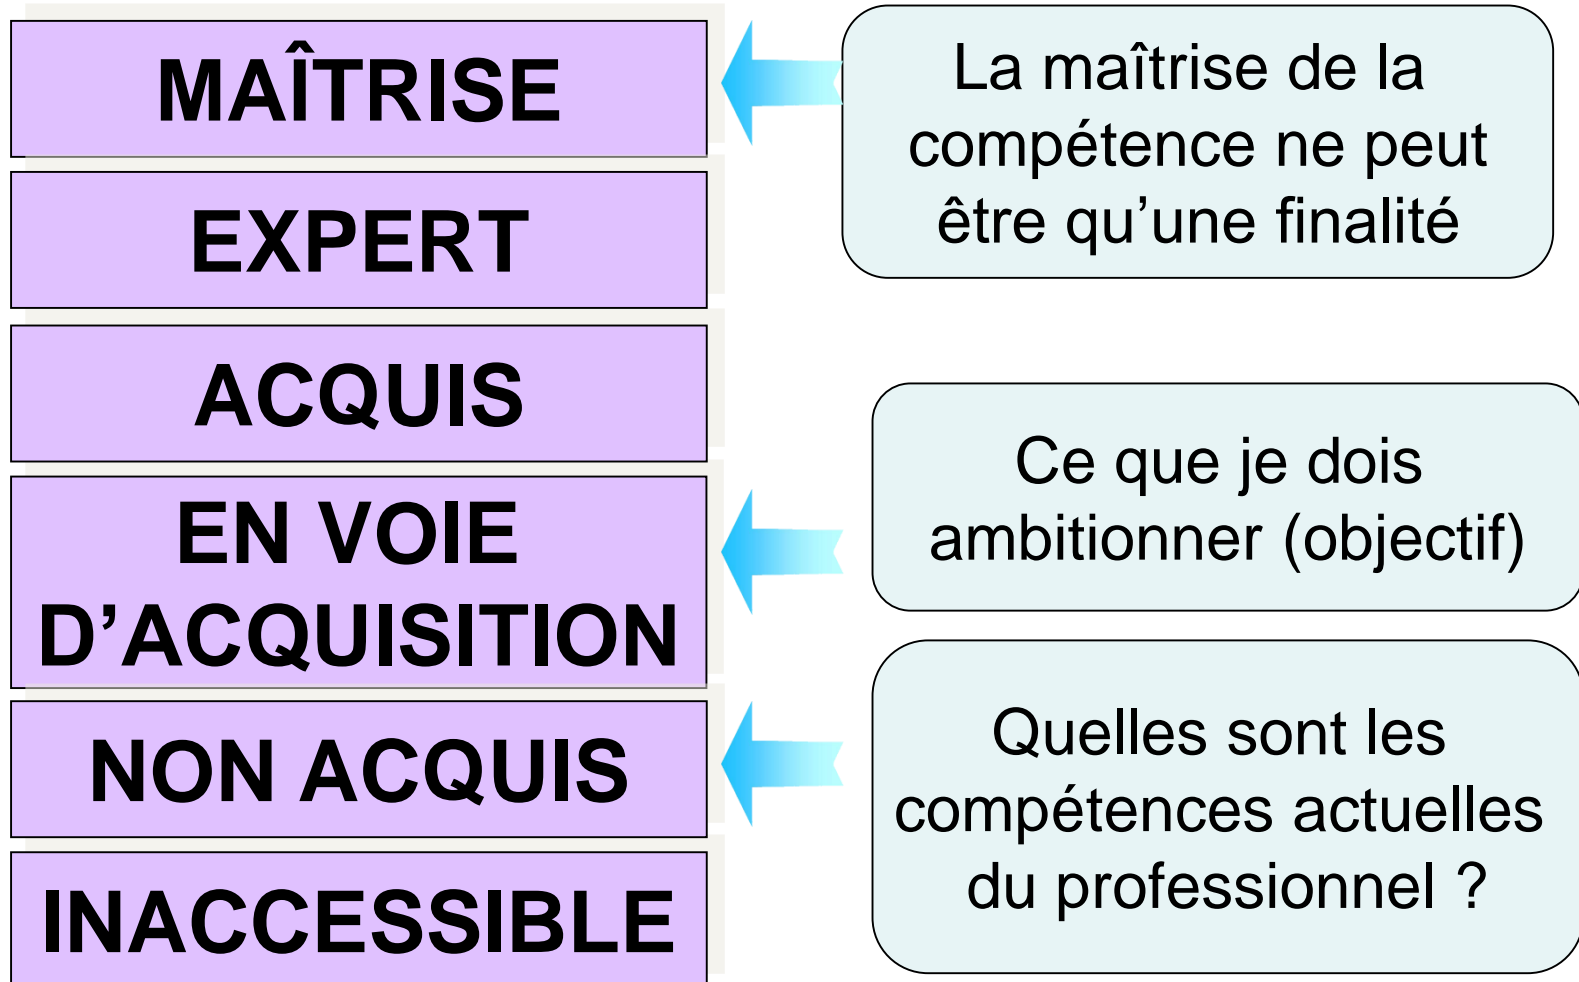 MAÎTRISE
EXPERT
ACQUIS
EN VOIE
D’ACQUISITION
NON ACQUIS
INACCESSIBLE
La maîtrise de la
compétence ne peut
être qu’une finalité
Ce que je dois
ambitionner (objectif)
Quelles sont les
compétences actuelles
du professionnel ?